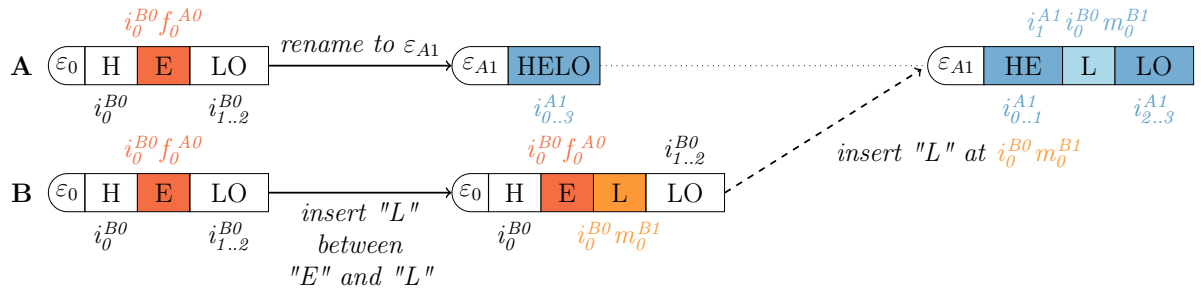 i_0^{B0} f_0^{A0}
i_1^{A1} i_0^{B0} m_0^{B1}
A ε_0 H E LO rename to ε_{A1} ε_{A1} HELO ε_{A1} HE L LO
i_0^{B0} i_{1..2}^{B0} i_{0..3}^{A1} i_{0..1}^{A1} i_{2..3}^{A1}
i_0^{B0} f_0^{A0} i_0^{B0} f_0^{A0} i_{1..2}^{B0} insert "L" at i_0^{B0} m_0^{B1}
B ε_0 H E LO ε_0 H E L LO
i_0^{B0} i_{1..2}^{B0} insert "L" i_0^{B0} i_0^{B0} m_0^{B1}
between
"E" and "L"